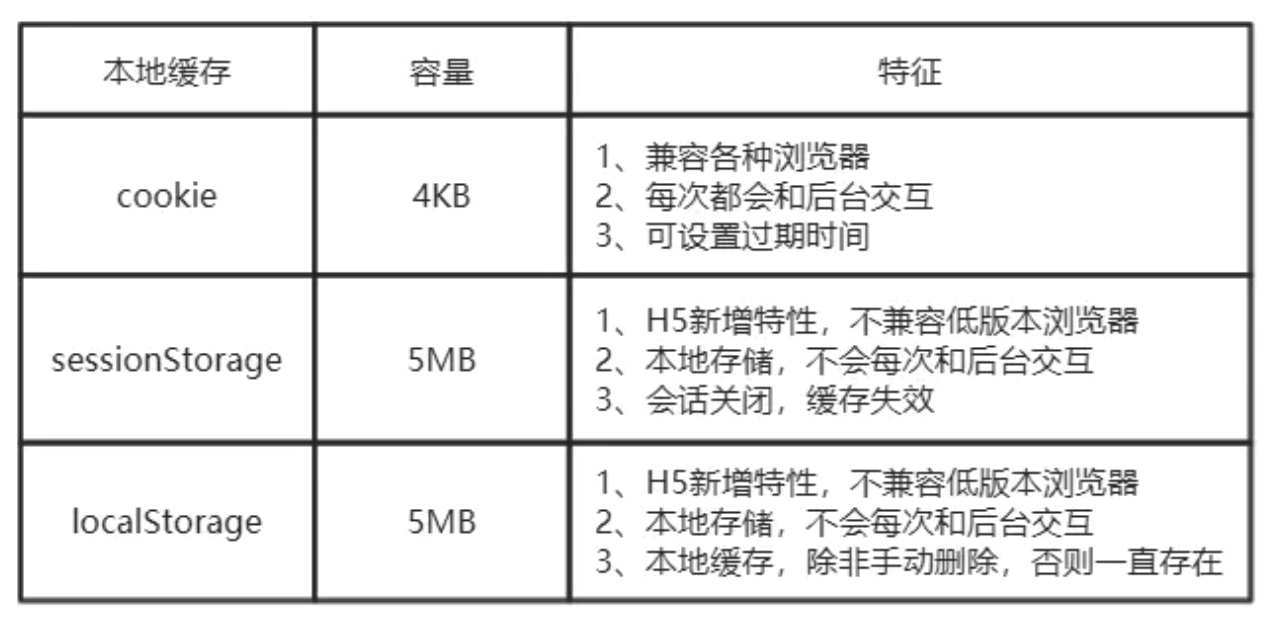 本地缓存 容量 特征
cookie 4KB
1、兼容各种浏览器
2、每次都会和后台交互
3、可设置过期时间
sessionStorage 5MB
1、H5新增特性，不兼容低版本浏览器
2、本地存储，不会每次和后台交互
3、会话关闭，缓存失效
localStorage 5MB
1、H5新增特性，不兼容低版本浏览器
2、本地存储，不会每次和后台交互
3、本地缓存，除非手动删除，否则一直存在